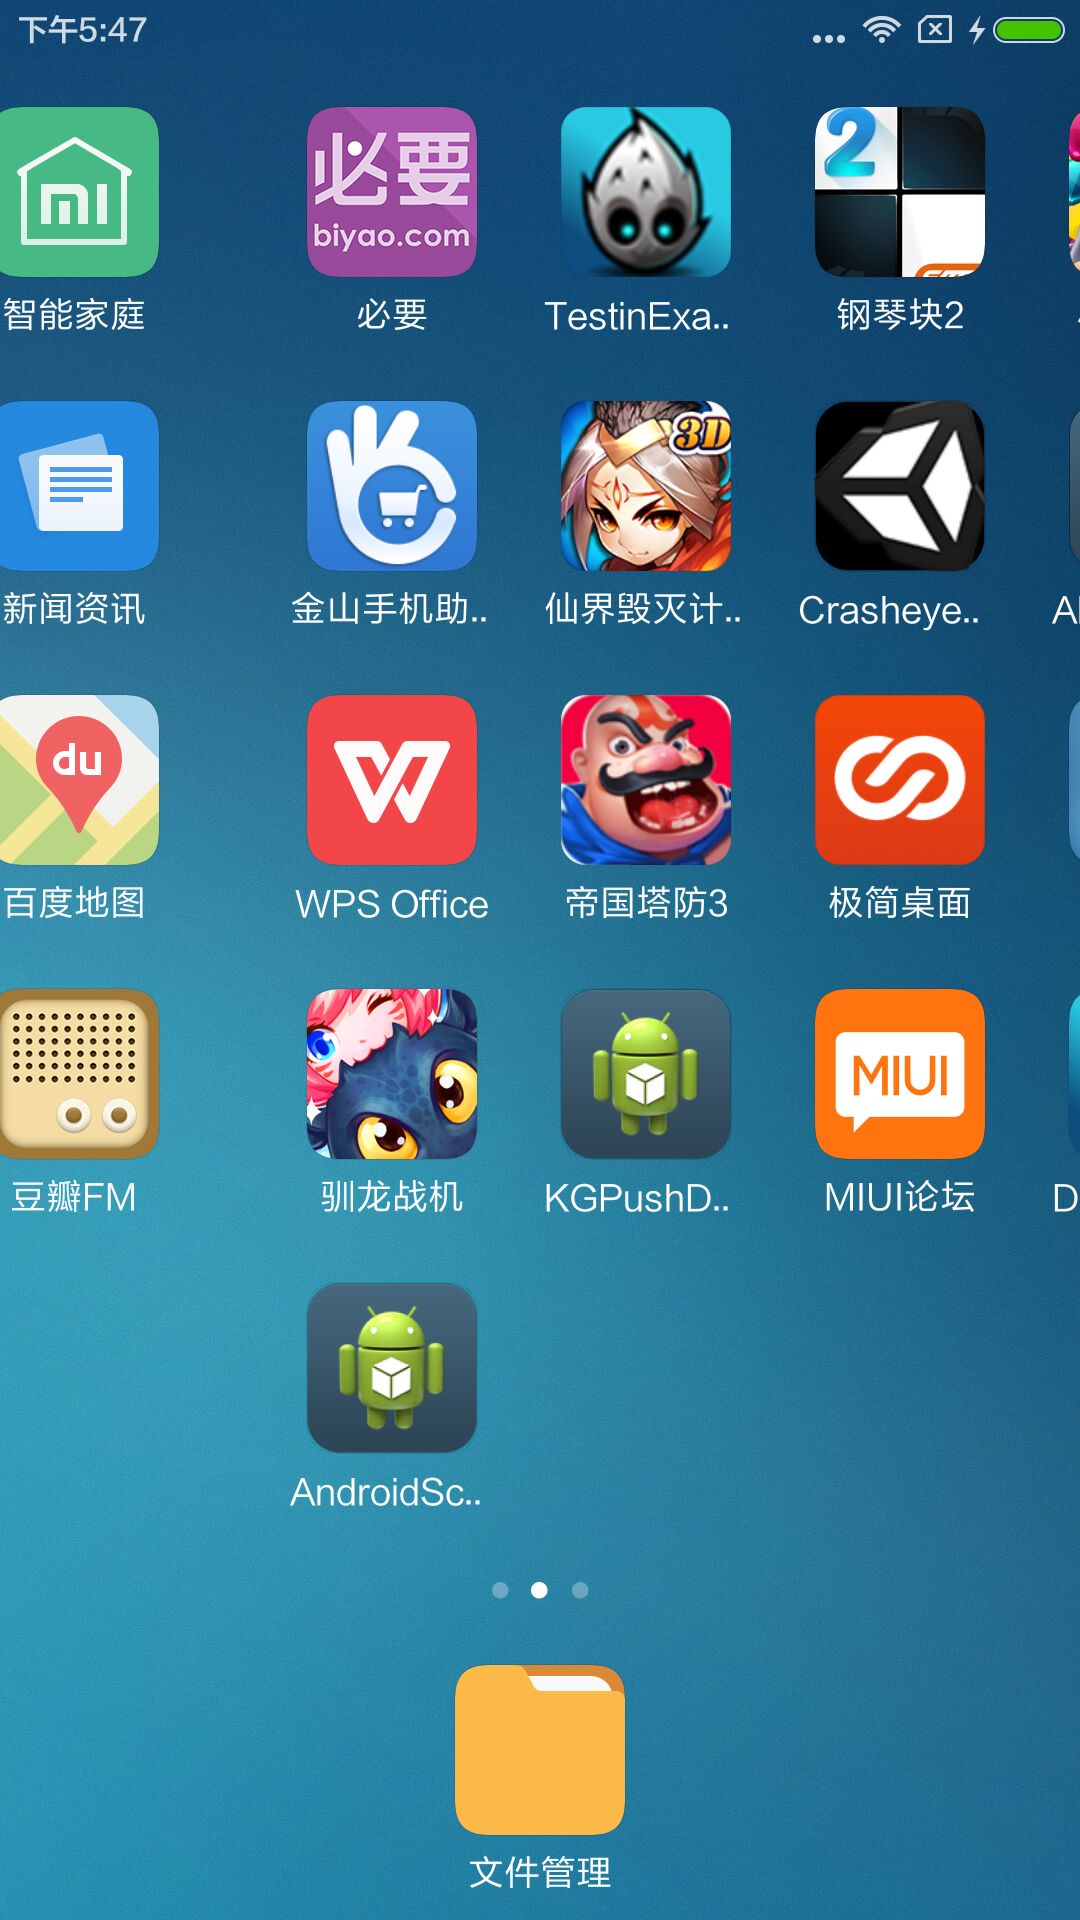 下午5:47
必要
biyao.com
2
智能家庭
必要
TestinExa..
钢琴块2
3D
新闻资讯
金山手机助..
仙界毁灭计..
Crasheye..
du
百度地图
WPS Office
帝国塔防3
极简桌面
MIUI
豆瓣FM
驯龙战机
KGPushD..
MIUI论坛
D
AndroidSc..
文件管理